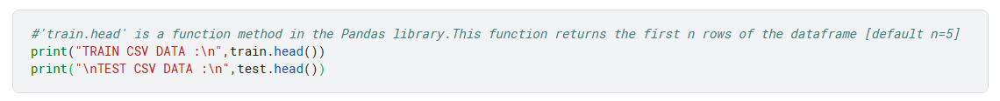 #'train.head' is a function method in the Pandas library.This function returns the first n rows of the dataframe [default n=5]
print("TRAIN CSV DATA :\n",train.head())
print("\nTEST CSV DATA :\n",test.head())